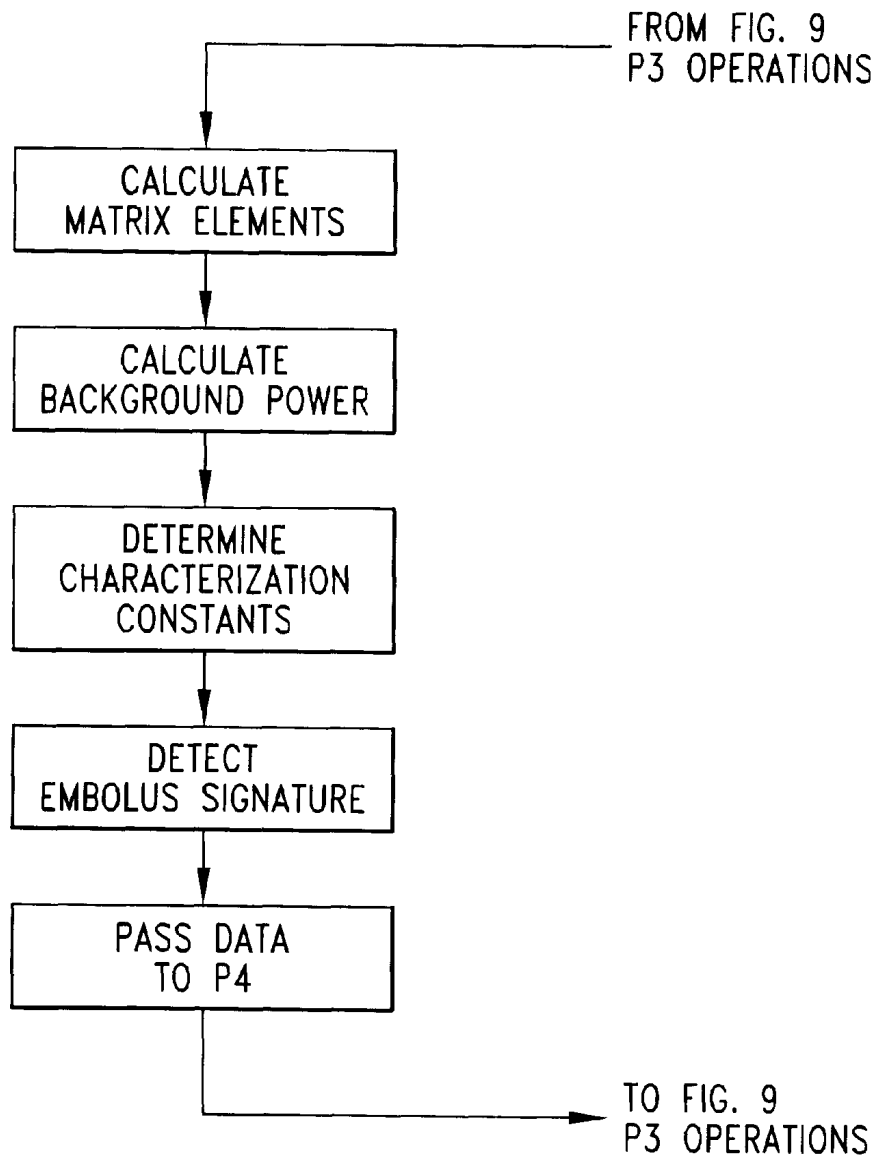 FROM FIG. 9
P3 OPERATIONS
CALCULATE
MATRIX ELEMENTS
CALCULATE
BACKGROUND POWER
DETERMINE
CHARACTERIZATION
CONSTANTS
DETECT
EMBOLUS SIGNATURE
PASS DATA
TO P4
TO FIG. 9
P3 OPERATIONS